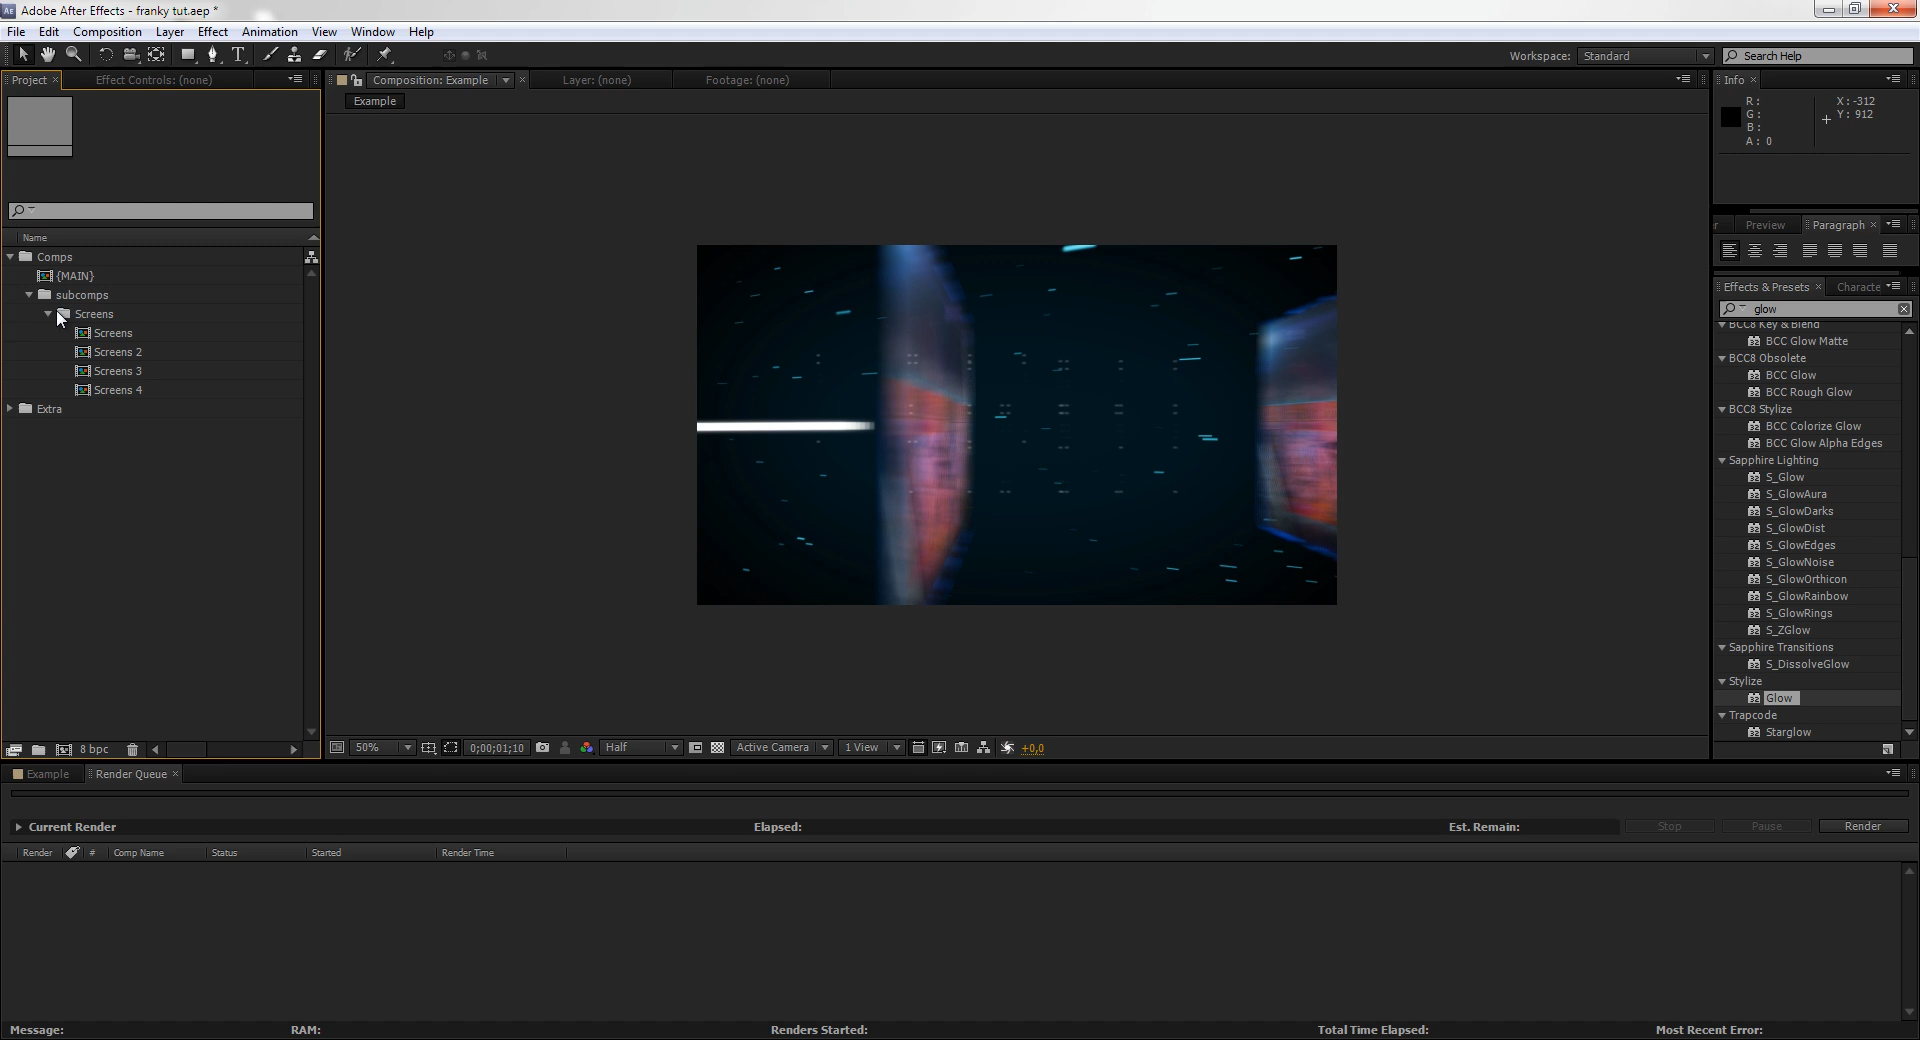 Adobe After Effects - franky tut.aep *
File Edit Composition Layer Effect Animation View Window Help
Workspace: Standard Search Help
Project Effect Controls: (none) Composition: Example Layer: (none) Footage: (none) Info
Example
R: X: -312
G: Y: 912
B:
A: 0
Preview Paragraph
Name
Comps
{MAIN}
subcomps
Screens
Screens
Screens 2
Screens 3
Screens 4
Extra
Effects & Presets Characte
glow
BCC8 Key & Blend
BCC Glow Matte
BCC8 Obsolete
BCC Glow
BCC Rough Glow
BCC8 Stylize
BCC Colorize Glow
BCC Glow Alpha Edges
Sapphire Lighting
S_Glow
S_GlowAura
S_GlowDarks
S_GlowDist
S_GlowEdges
S_GlowNoise
S_GlowOrthicon
S_GlowRainbow
S_GlowRings
S_ZGlow
Sapphire Transitions
S_DissolveGlow
Stylize
Glow
Trapcode
Starglow
8 bpc 50% 0;00;01;10 Half Active Camera 1 View +0,0
Example Render Queue
Current Render Elapsed: Est. Remain: Stop Pause Render
Render # Comp Name Status Started Render Time
Message: RAM: Renders Started: Total Time Elapsed: Most Recent Error: